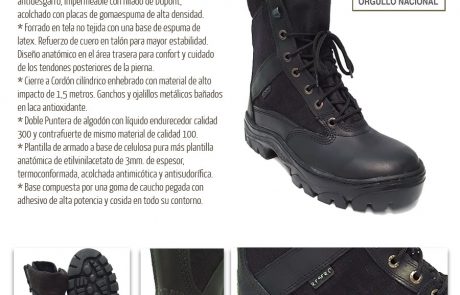 antidesgarro, impermeable con hilado de Dupont,
acolchado con placas de gomaespuma de alta densidad.
* Forrado en tela no tejida con una base de espuma de
latex. Refuerzo de cuero en talón para mayor estabilidad.
Diseño anatómico en el área trasera para confort y cuidado
de los tendones posteriores de la pierna.
* Cierre a Cordón cilíndrico enhebrado con material de alto
impacto de 1,5 metros. Ganchos y ojalillos metálicos bañados
en laca antioxidante.
* Doble Puntera de algodón con líquido endurecedor calidad
300 y contrafuerte de mismo material de calidad 100.
* Plantilla de armado a base de celulosa pura más plantilla
anatómica de etilvinilacetato de 3mm. de espesor,
termoconformada, acolchada antimicótica y antisudorífica.
* Base compuesta por una goma de caucho pegada con
adhesivo de alta potencia y cosida en todo su contorno.
ORGULLO NACIONAL